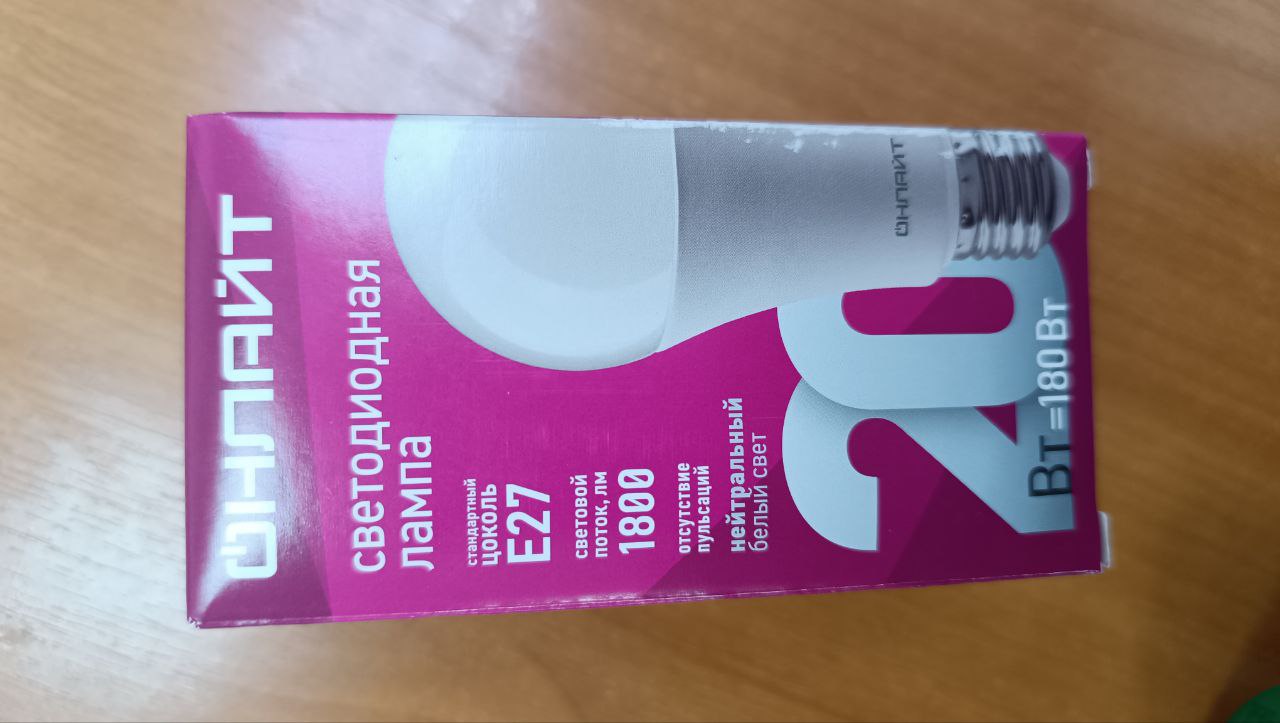 ОНЛАЙТ
светодиодная
лампа
ОНЛАЙТ
стандартный
цоколь
E27
световой
поток, лм
1800
отсутствие
пульсаций
нейтральный
белый свет
20
Вт =180 Вт